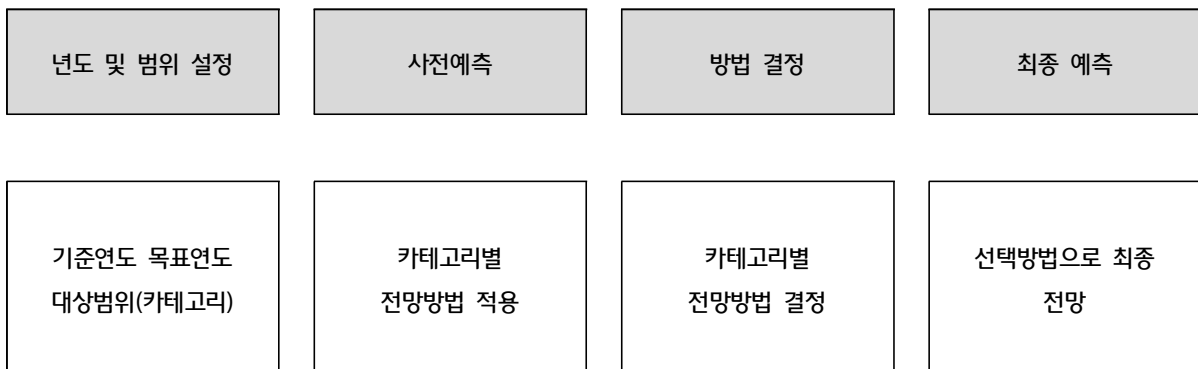 년도 및 범위 설정
사전예측
방법 결정
최종 예측
기준연도 목표연도
대상범위(카테고리)
카테고리별
전망방법 적용
카테고리별
전망방법 결정
선택방법으로 최종
전망